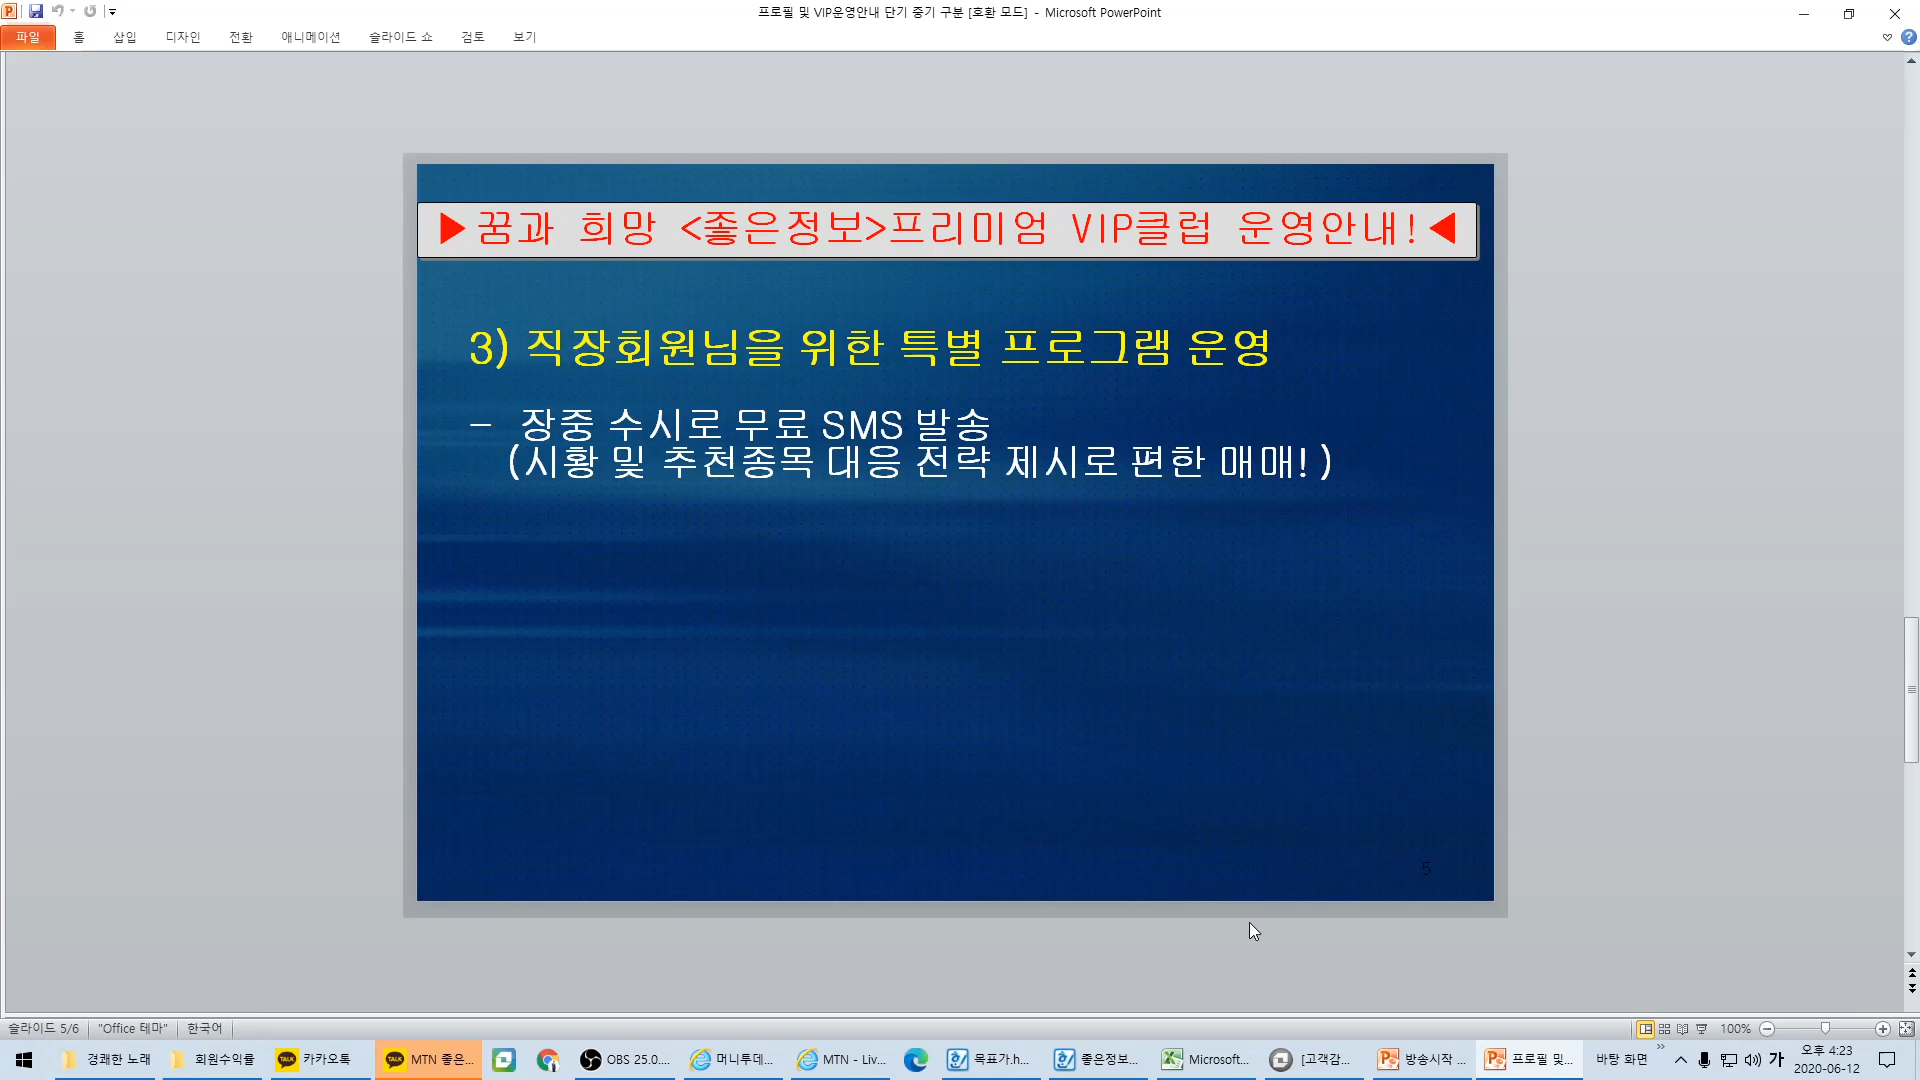 프로필 및 VIP운영안내 단기 중기 구분 [호환 모드] - Microsoft PowerPoint
파일 홈 삽입 디자인 전환 애니메이션 슬라이드 쇼 검토 보기
▶꿈과 희망 <좋은정보>프리미엄 VIP클럽 운영안내!◀
3) 직장회원님을 위한 특별 프로그램 운영
- 장중 수시로 무료 SMS 발송
(시황 및 추천종목 대응 전략 제시로 편한 매매! )
5
슬라이드 5/6 "Office 테마" 한국어 100%
경쾌한 노래 회원수익률 카카오톡 MTN 좋은... OBS 25.0.... 머니투데... MTN - Liv... 목표가.h... 좋은정보... Microsoft... [고객감... 방송시작 ... 프로필 및... 바탕 화면 가 오후 4:23
2020-06-12